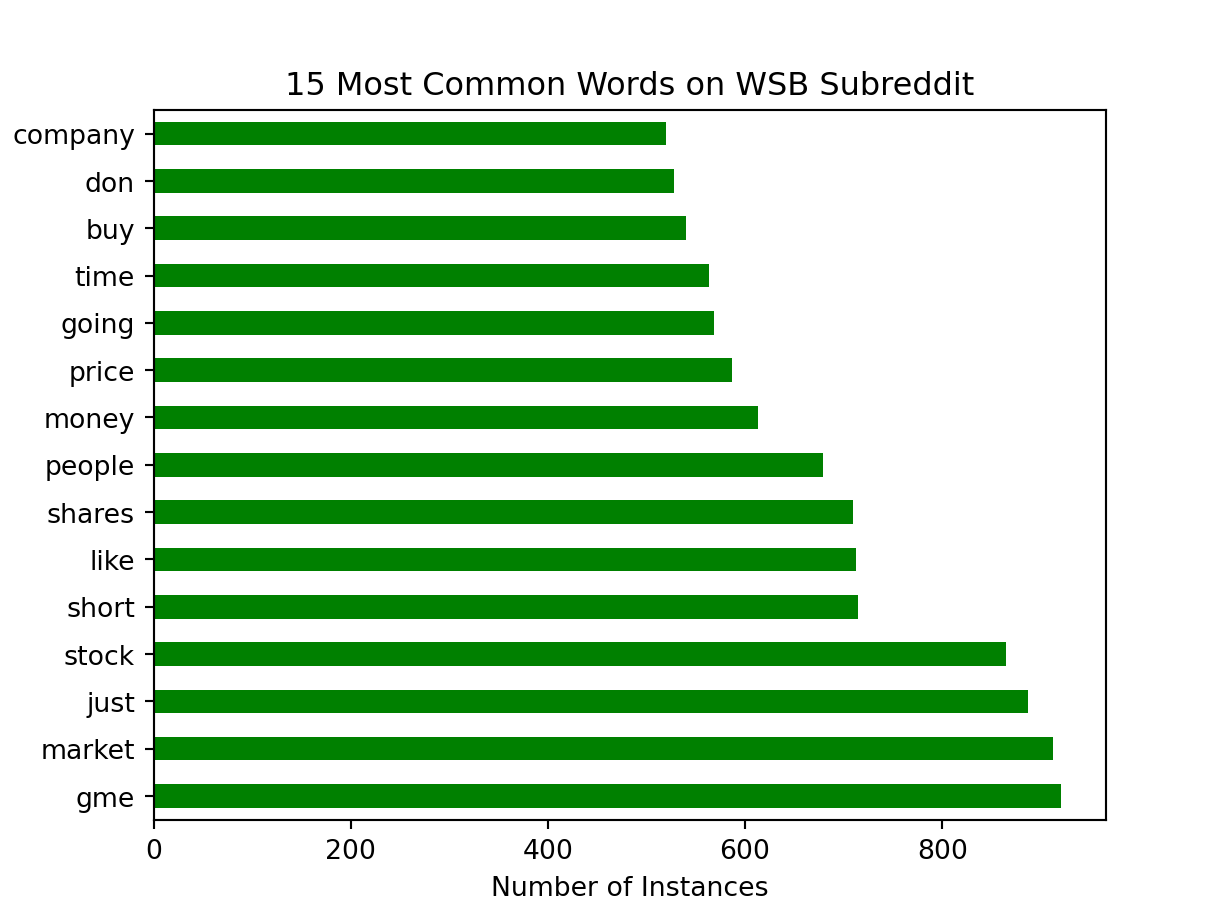 15 Most Common Words on WSB Subreddit
company
don
buy
time
going
price
money
people
shares
like
short
stock
just
market
gme
0 200 400 600 800
Number of Instances